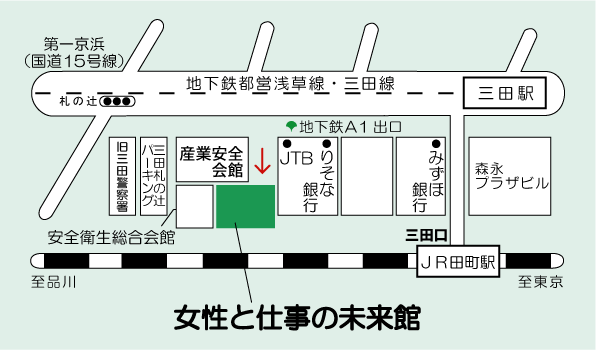 第一京浜
（国道15号線）
地下鉄都営浅草線・三田線
三田駅
札の辻
地下鉄A1出口
旧三田警察署
三田札の辻
パーキング
産業安全
会館
JTB
りそな
銀行
みずほ
銀行
森永
プラザビル
安全衛生総合会館
三田口
JR田町駅
至品川
至東京
女性と仕事の未来館